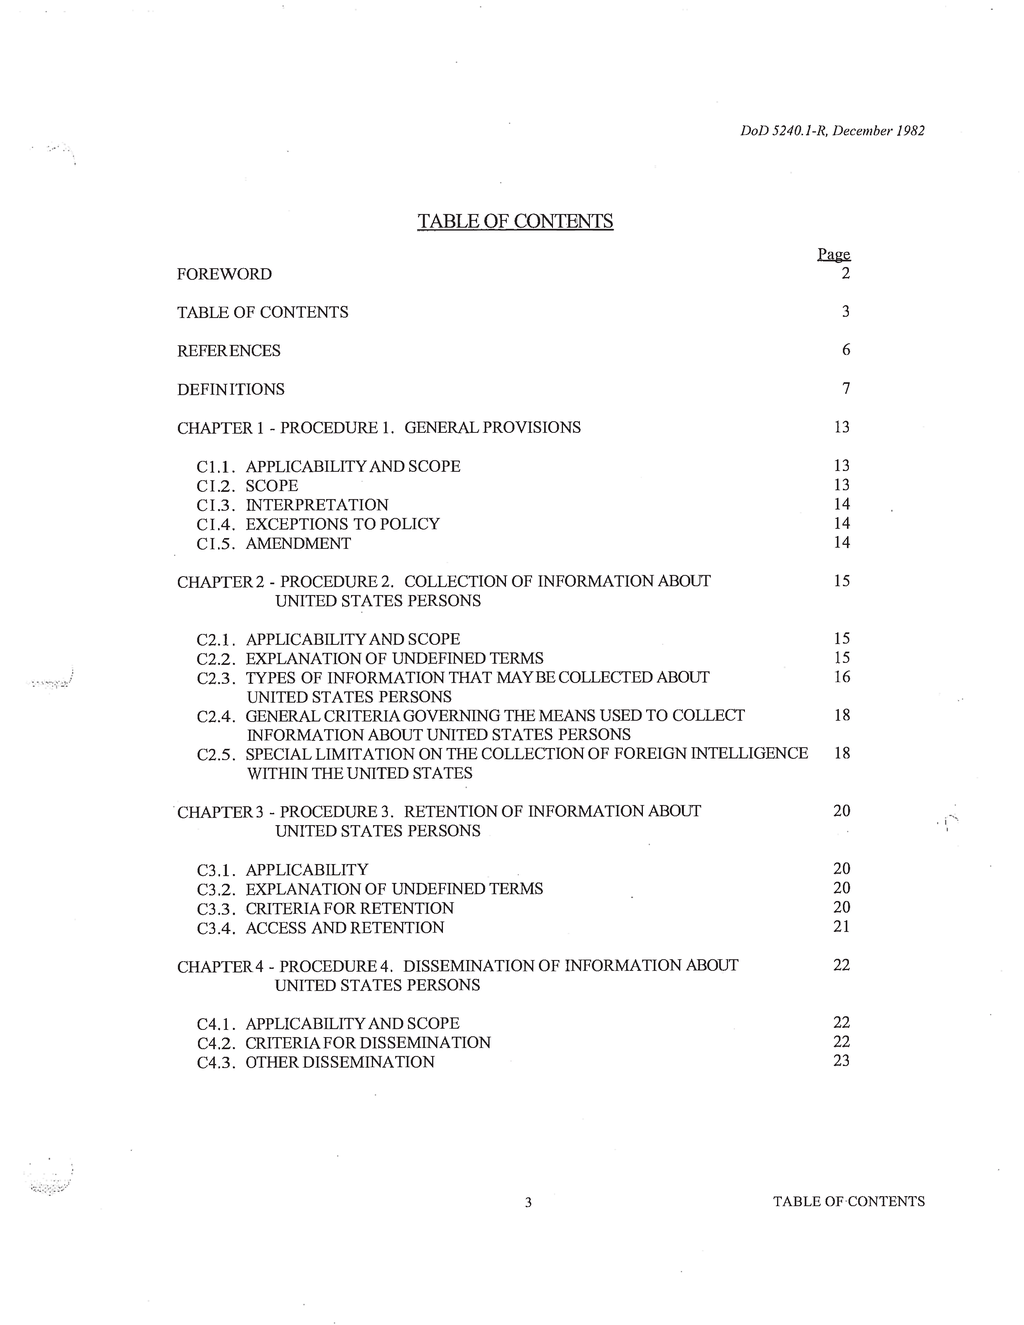 DoD 5240.1-R, December 1982
TABLE OF CONTENTS
Page
FOREWORD 2
TABLE OF CONTENTS 3
REFERENCES 6
DEFINITIONS 7
CHAPTER 1 - PROCEDURE 1. GENERAL PROVISIONS 13
C1.1. APPLICABILITY AND SCOPE 13
C1.2. SCOPE 13
C1.3. INTERPRETATION 14
C1.4. EXCEPTIONS TO POLICY 14
C1.5. AMENDMENT 14
CHAPTER 2 - PROCEDURE 2. COLLECTION OF INFORMATION ABOUT 15
UNITED STATES PERSONS
C2.1. APPLICABILITY AND SCOPE 15
C2.2. EXPLANATION OF UNDEFINED TERMS 15
C2.3. TYPES OF INFORMATION THAT MAY BE COLLECTED ABOUT 16
UNITED STATES PERSONS
C2.4. GENERAL CRITERIA GOVERNING THE MEANS USED TO COLLECT 18
INFORMATION ABOUT UNITED STATES PERSONS
C2.5. SPECIAL LIMITATION ON THE COLLECTION OF FOREIGN INTELLIGENCE 18
WITHIN THE UNITED STATES
CHAPTER 3 - PROCEDURE 3. RETENTION OF INFORMATION ABOUT 20
UNITED STATES PERSONS
C3.1. APPLICABILITY 20
C3.2. EXPLANATION OF UNDEFINED TERMS 20
C3.3. CRITERIA FOR RETENTION 20
C3.4. ACCESS AND RETENTION 21
CHAPTER 4 - PROCEDURE 4. DISSEMINATION OF INFORMATION ABOUT 22
UNITED STATES PERSONS
C4.1. APPLICABILITY AND SCOPE 22
C4.2. CRITERIA FOR DISSEMINATION 22
C4.3. OTHER DISSEMINATION 23
3 TABLE OF CONTENTS